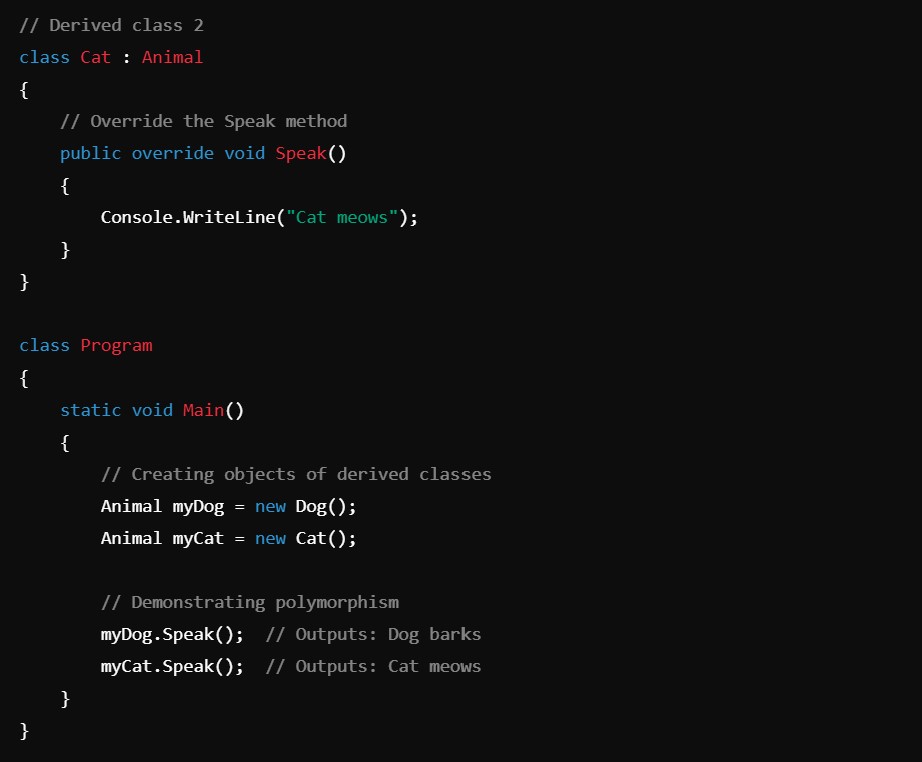 // Derived class 2
class Cat : Animal
{
    // Override the Speak method
    public override void Speak()
    {
        Console.WriteLine("Cat meows");
    }
}

class Program
{
    static void Main()
    {
        // Creating objects of derived classes
        Animal myDog = new Dog();
        Animal myCat = new Cat();

        // Demonstrating polymorphism
        myDog.Speak();  // Outputs: Dog barks
        myCat.Speak();  // Outputs: Cat meows
    }
}